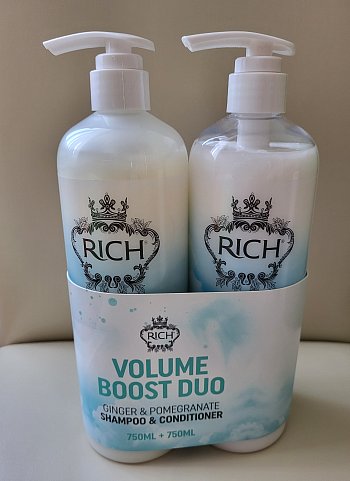 RICH
RICH
RICH
VOLUME
BOOST DUO
GINGER & POMEGRANATE
SHAMPOO & CONDITIONER
750ML + 750ML